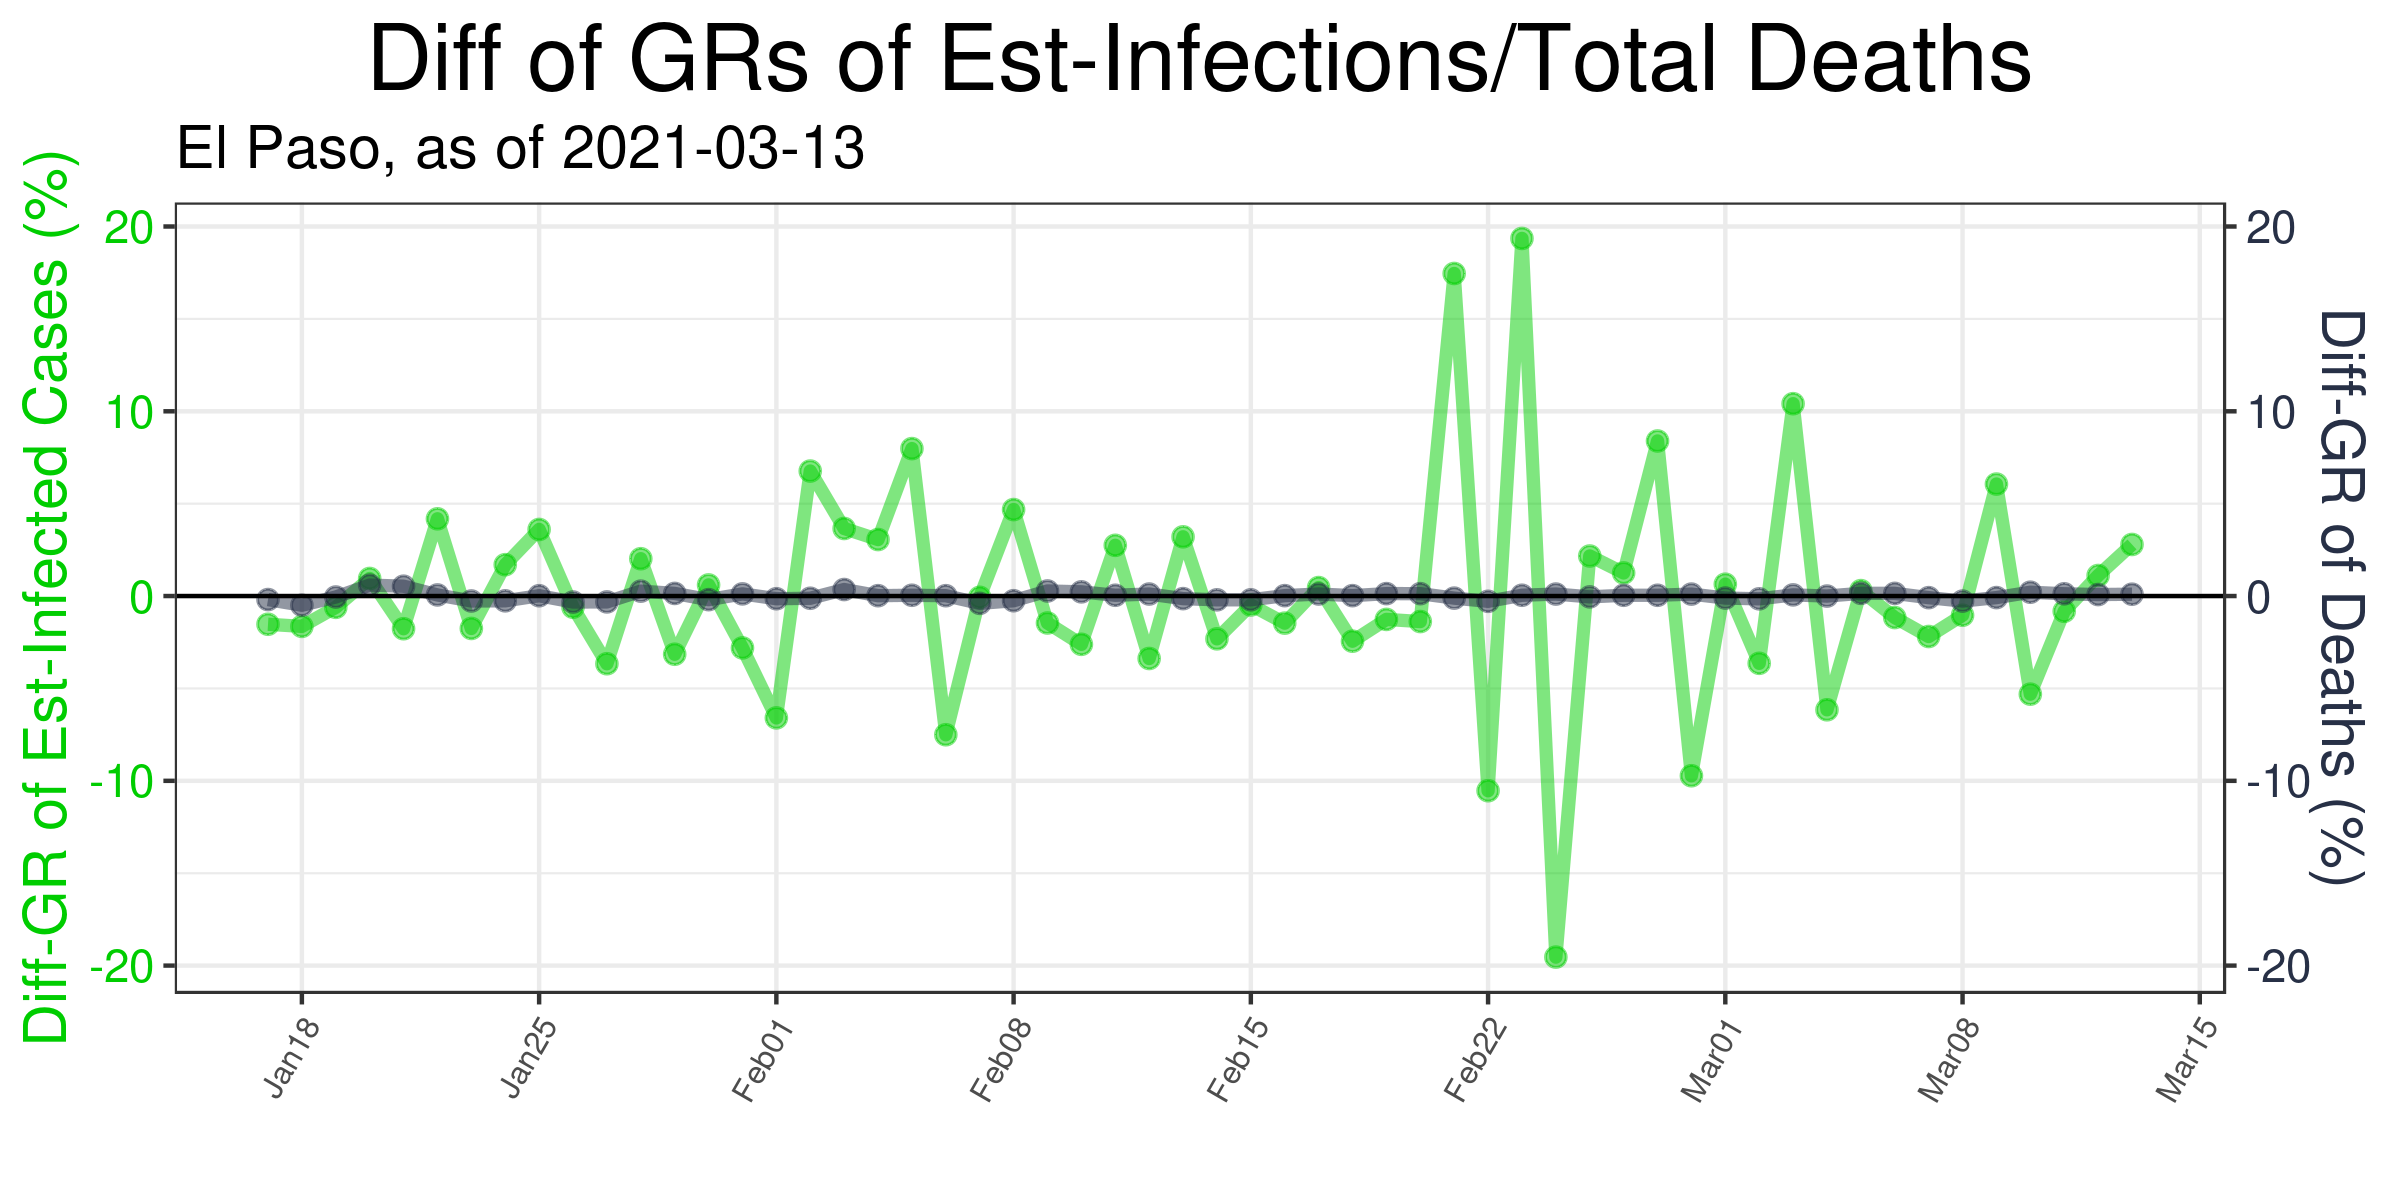 Diff of GRs of Est-Infections/Total Deaths
El Paso, as of 2021-03-13
Diff-GR of Est-Infected Cases (%)
20
10
0
-10
-20
20
10
0
-10
-20
Diff-GR of Deaths (%)
Jan18
Jan25
Feb01
Feb08
Feb15
Feb22
Mar01
Mar08
Mar15